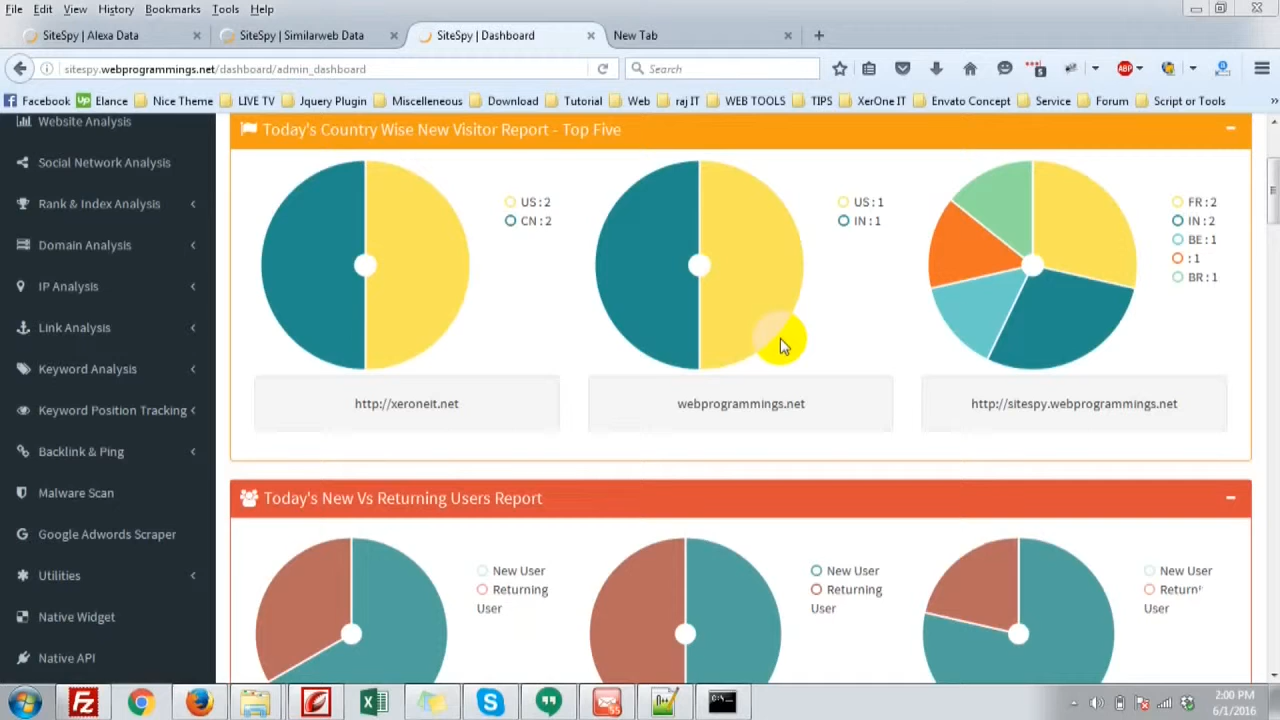 File Edit View History Bookmarks Tools Help
SiteSpy | Alexa Data
SiteSpy | Similarweb Data
SiteSpy | Dashboard
New Tab
sitespy.webprogrammings.net/dashboard/admin_dashboard
Search
5
ABP
Facebook
Up Elance
Nice Theme
LIVE TV
Jquery Plugin
Miscelleneous
Download
Tutorial
Web
raj IT
WEB TOOLS
TIPS
XerOne IT
Envato Concept
Service
Forum
Script or Tools
Website Analysis
Social Network Analysis
Rank & Index Analysis
Domain Analysis
IP Analysis
Link Analysis
Keyword Analysis
Keyword Position Tracking
Backlink & Ping
Malware Scan
Google Adwords Scraper
Utilities
Native Widget
Native API
Today's Country Wise New Visitor Report - Top Five
US : 2
CN : 2
http://xeroneit.net
US : 1
IN : 1
webprogrammings.net
FR : 2
IN : 2
BE : 1
: 1
BR : 1
http://sitespy.webprogrammings.net
Today's New Vs Returning Users Report
New User
Returning
User
New User
Returning
User
New User
User
2:00 PM
6/1/2016